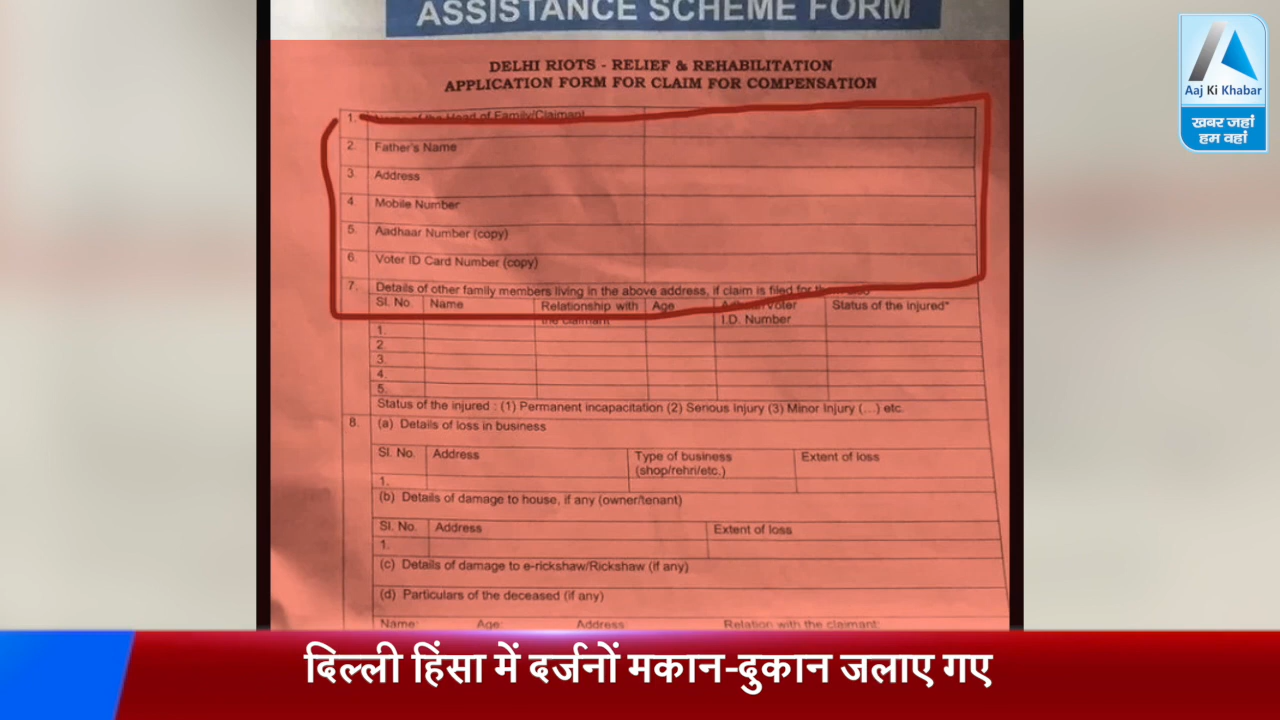 ASSISTANCE SCHEME FORM
DELHI RIOTS - RELIEF & REHABILITATION
APPLICATION FORM FOR CLAIM FOR COMPENSATION
Aaj Ki Khabar
खबर जहां
हम वहां
1. Name of the Head of Family/Claimant
2. Father's Name
3. Address
4. Mobile Number
5. Aadhaar Number (copy)
6. Voter ID Card Number (copy)
7. Details of other family members living in the above address, if claim is filed for
Sl. No. Name Relationship with the claimant Age Voter I.D. Number Status of the Injured*
1.
2.
3.
4.
5.
Status of the injured : (1) Permanent incapacitation (2) Serious Injury (3) Minor Injury (...) etc.
8. (a) Details of loss in business
Sl. No. Address Type of business (shop/rehri/etc.) Extent of loss
1.
(b) Details of damage to house, if any (owner/tenant)
Sl. No. Address Extent of loss
1.
(c) Details of damage to e-rickshaw/Rickshaw (if any)
(d) Particulars of the deceased (if any)
Name: Age: Address: Relation with the claimant:
दिल्ली हिंसा में दर्जनों मकान-दुकान जलाए गए